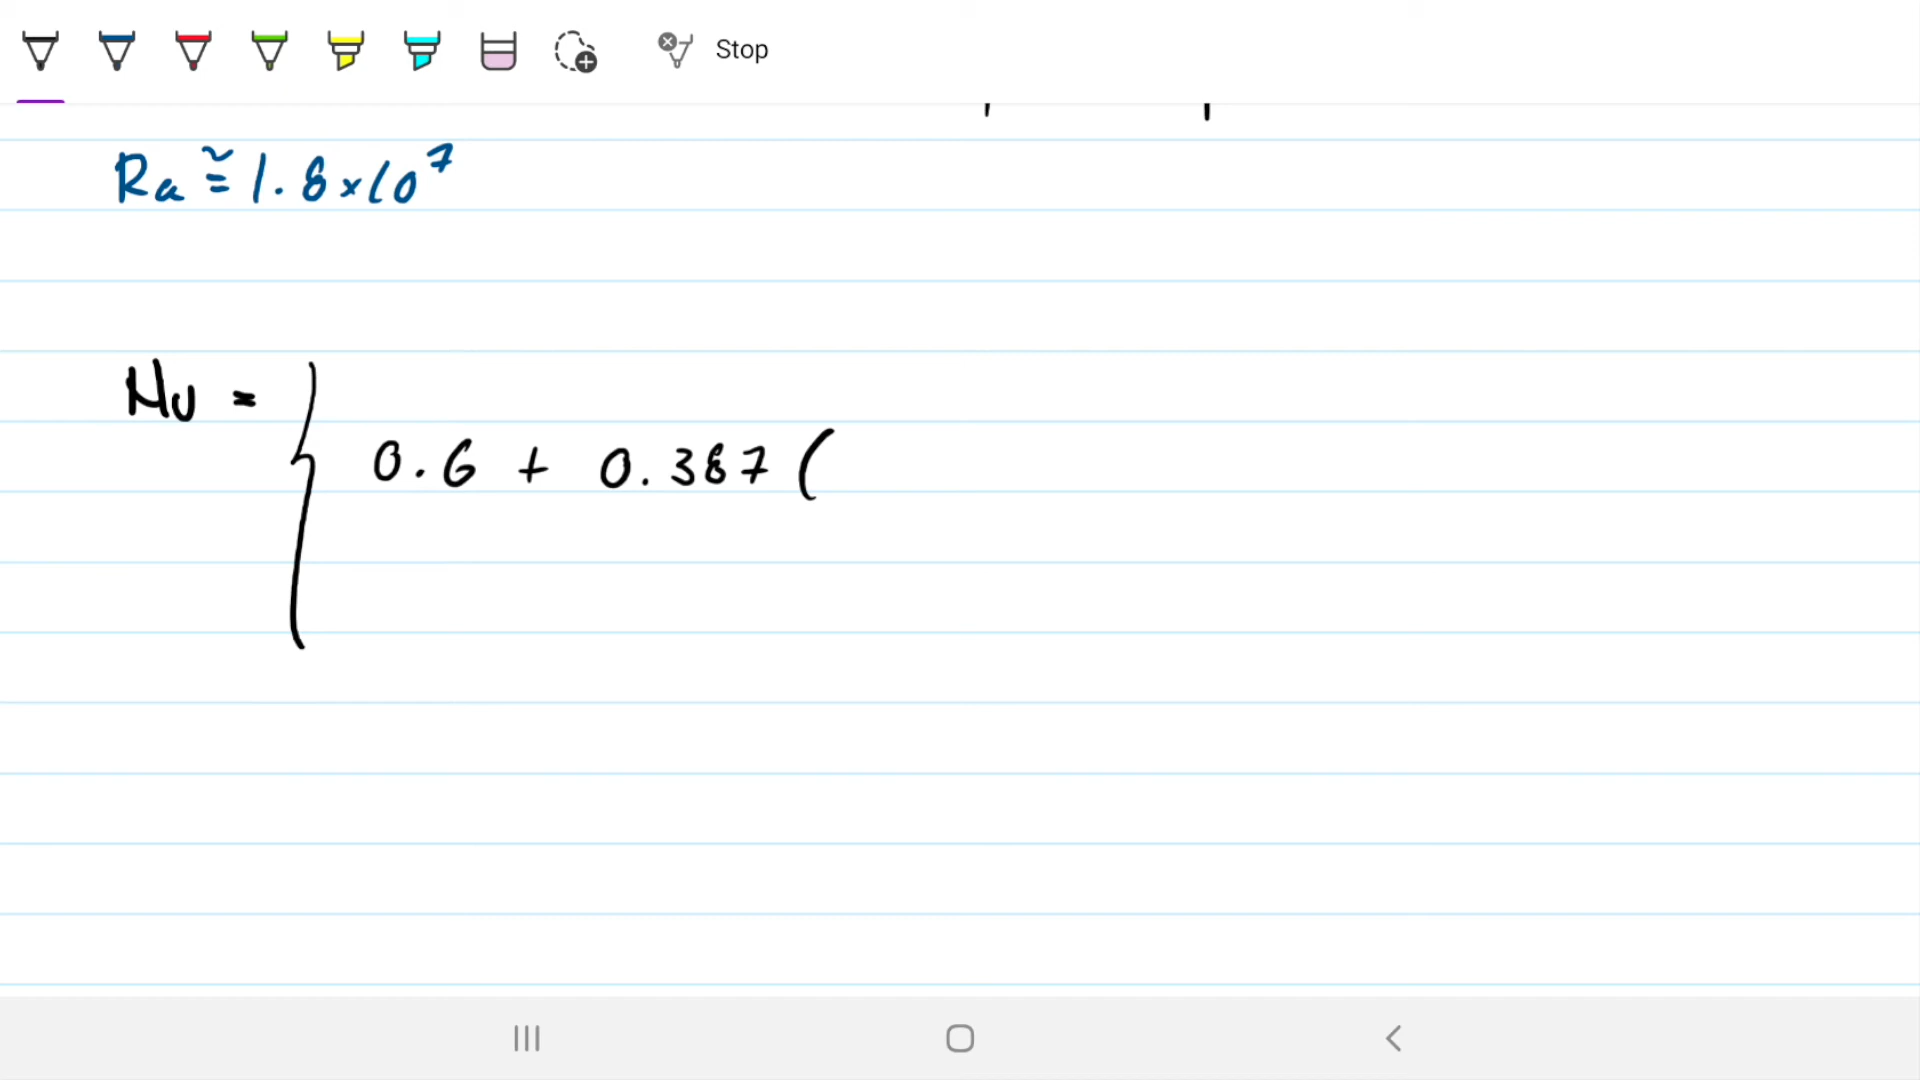 Stop
Ra ≅ 1.8×10⁷
Nu = {
0.6 + 0.387 (